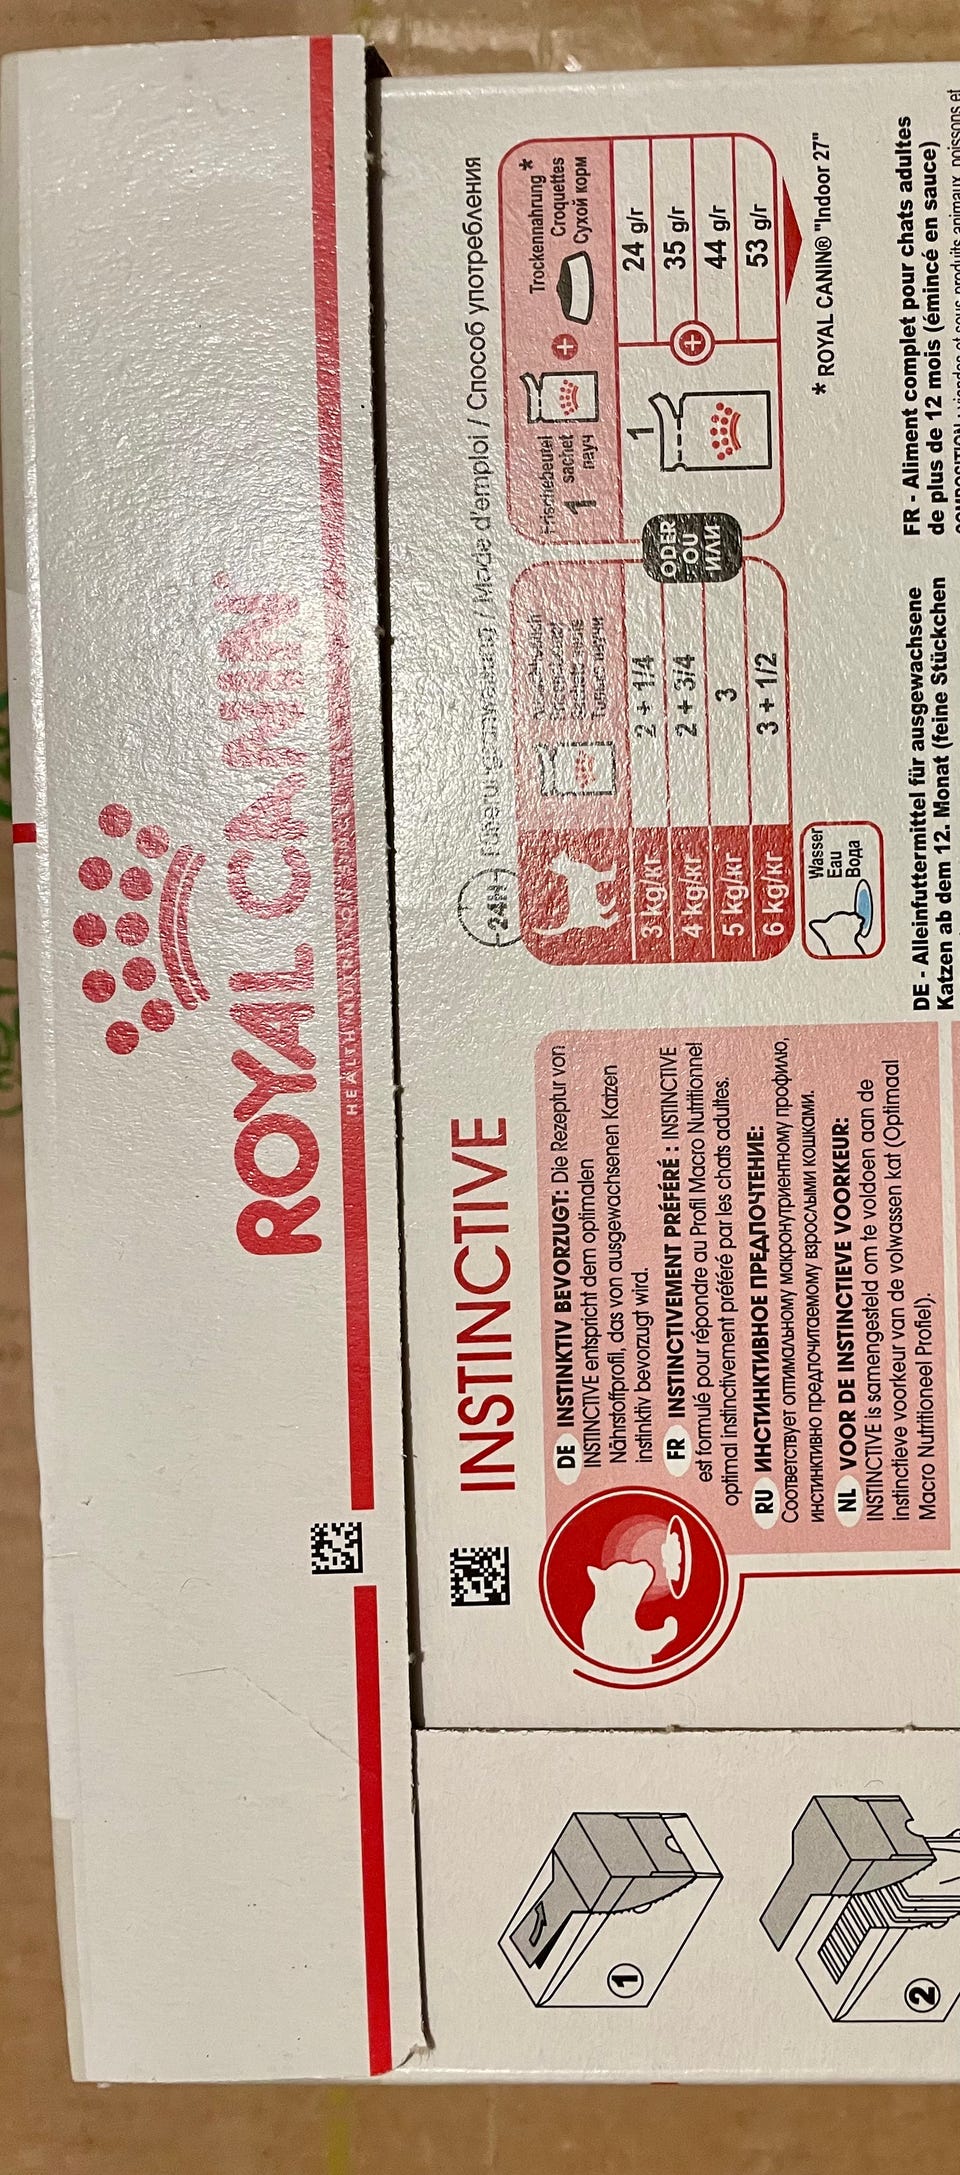 ROYAL CANIN
INSTINCTIVE
DE INSTINKTIV BEVORZUGT: Die Rezeptur von
INSTINCTIVE entspricht dem optimalen
Nährstoffprofil, das von ausgewachsenen Katzen
instinktiv bevorzugt wird.
FR INSTINCTIVEMENT PRÉFÉRÉ : INSTINCTIVE
est formulé pour répondre au Profil Macro Nutritionnel
optimal instinctivement préféré par les chats adultes.
RU ИНСТИНКТИВНОЕ ПРЕДПОЧТЕНИЕ:
Соответствует оптимальному макронутриентному профилю,
инстинктивно предпочитаемому взрослыми кошками.
NL VOOR DE INSTINCTIEVE VOORKEUR:
INSTINCTIVE is samengesteld om te voldoen aan de
instinctieve voorkeur van de volwassen kat (Optimaal
Macro Nutritioneel Profiel).
24H / Mode d'emploi / Способ употребления
Frischebeutel
1 sachet
пауч
+
Trockennahrung *
Croquettes
Сухой корм
3 kg/кг 2 + 1/4 24 g/г
4 kg/кг 2 + 3/4 35 g/г
5 kg/кг 3 44 g/г
6 kg/кг 3 + 1/2 53 g/г
ODER
OU
ИЛИ
1
+
Wasser
Eau
Вода
* ROYAL CANIN® "Indoor 27"
DE - Alleinfuttermittel für ausgewachsene
Katzen ab dem 12. Monat (feine Stückchen
FR - Aliment complet pour chats adultes
de plus de 12 mois (émincé en sauce)
1
2